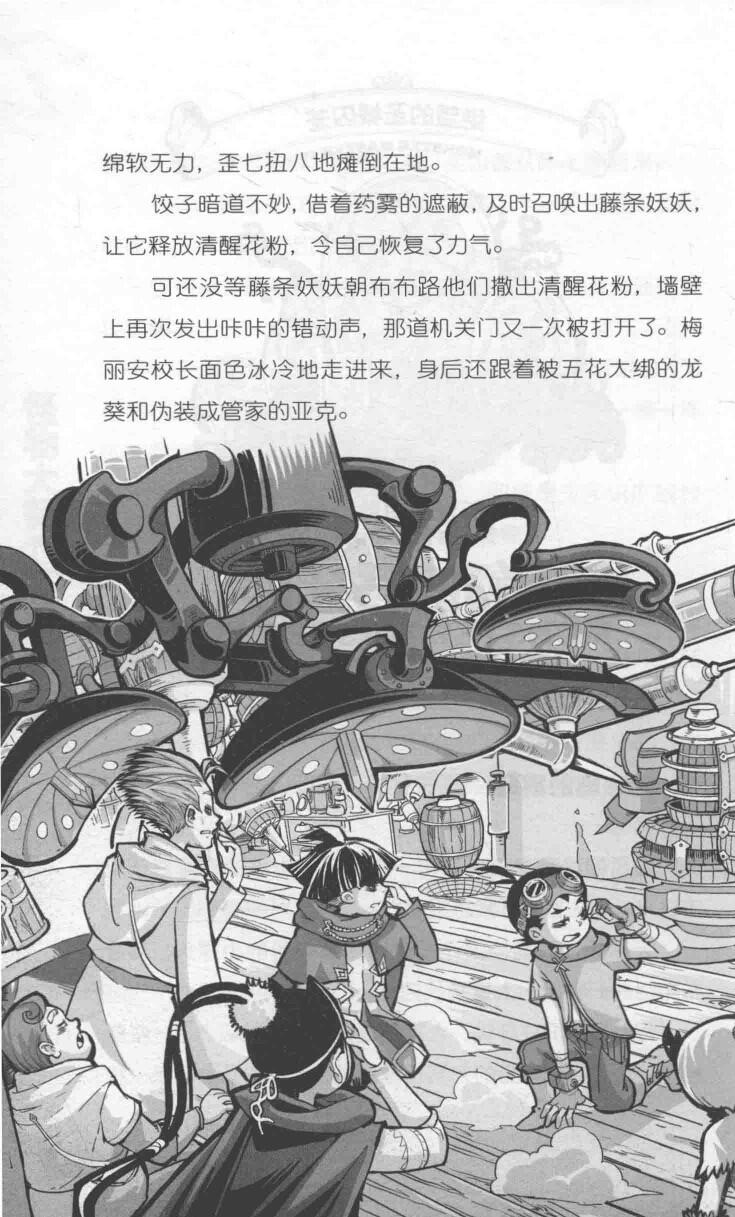 绵软无力，歪七扭八地瘫倒在地。
饺子暗道不妙，借着药雾的遮蔽，及时召唤出藤条妖妖，
让它释放清醒花粉，令自己恢复了力气。
可还没等藤条妖妖朝布布路他们撒出清醒花粉，墙壁
上再次发出咔咔的错动声，那道机关门又一次被打开了。梅
丽安校长面色冰冷地走进来，身后还跟着被五花大绑的龙
葵和伪装成管家的亚克。